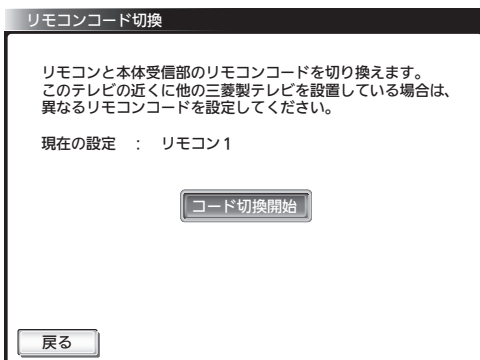 リモコンコード切換
リモコンと本体受信部のリモコンコードを切り換えます。
このテレビの近くに他の三菱製テレビを設置している場合は、
異なるリモコンコードを設定してください。
現在の設定 : リモコン1
コード切換開始
戻る